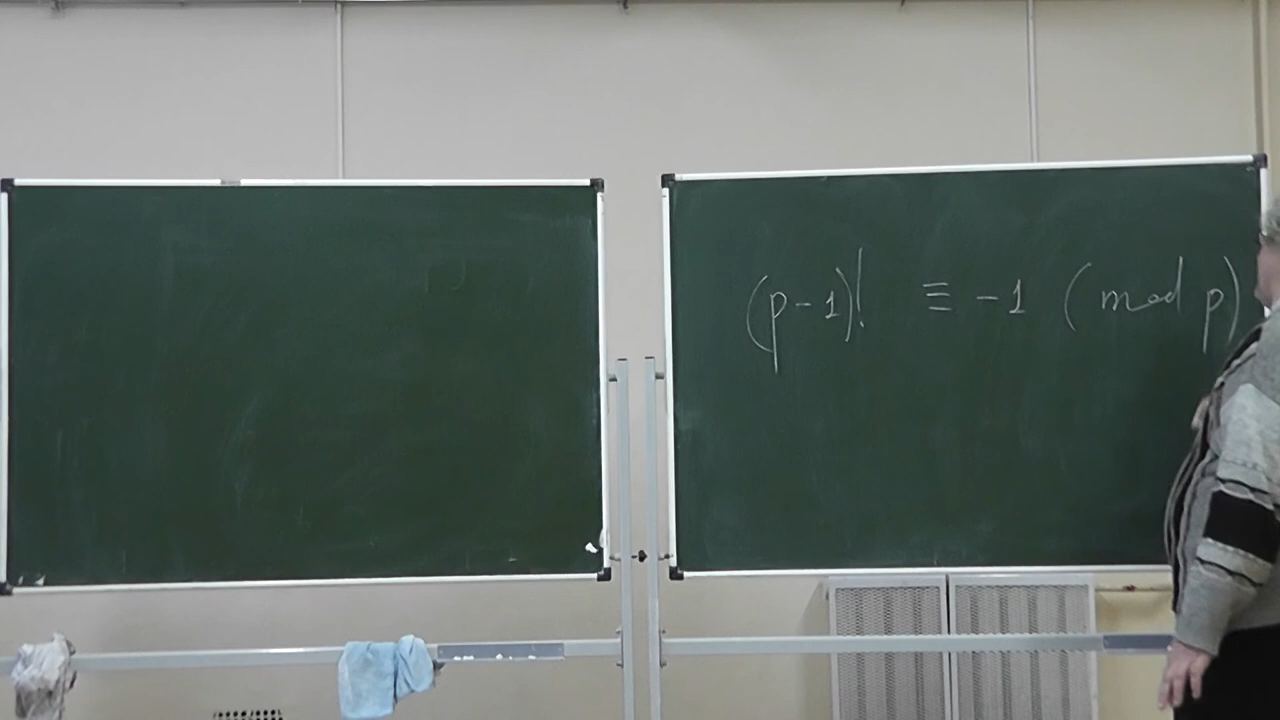 (p-1)! ≡ -1 (mod p)